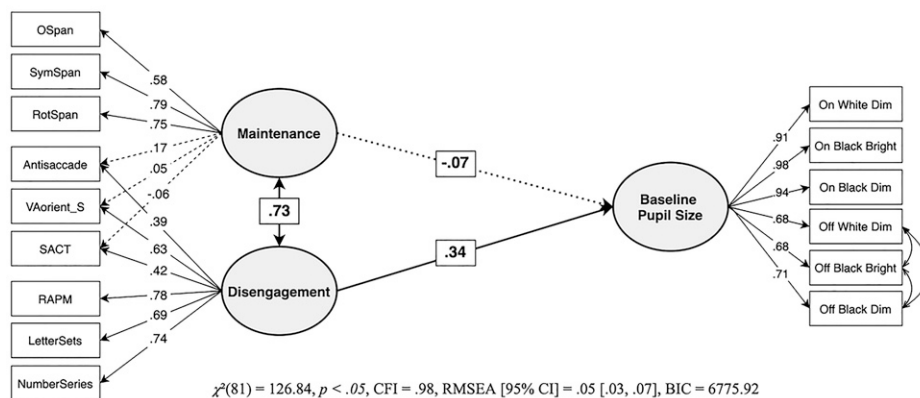 OSpan
SymSpan
RotSpan
Antisaccade
VAorient_S
SACT
RAPM
LetterSets
NumberSeries
.58
.79
.75
.17
.05
-.06
.39
.63
.42
.78
.69
.74
Maintenance
.73
Disengagement
-.07
.34
Baseline
Pupil Size
.91
.98
.94
.68
.68
.71
On White Dim
On Black Bright
On Black Dim
Off White Dim
Off Black Bright
Off Black Dim
χ²(81) = 126.84, p < .05, CFI = .98, RMSEA [95% CI] = .05 [.03, .07], BIC = 6775.92